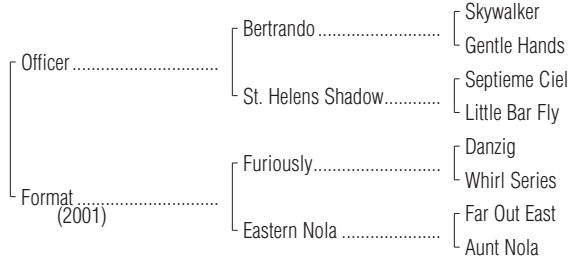 Skywalker
Bertrando
Gentle Hands
Officer
Septieme Ciel
St. Helens Shadow
Little Bar Fly
Danzig
Furiously
Whirl Series
Format
(2001)
Far Out East
Eastern Nola
Aunt Nola